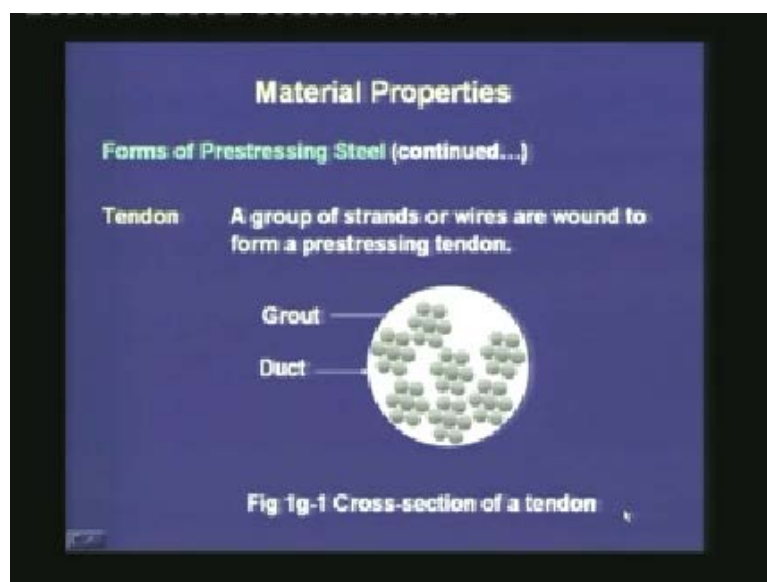 Material Properties
Forms of Prestressing Steel (continued...)
Tendon A group of strands or wires are wound to
form a prestressing tendon.
Grout
Duct
Fig 1g-1 Cross-section of a tendon